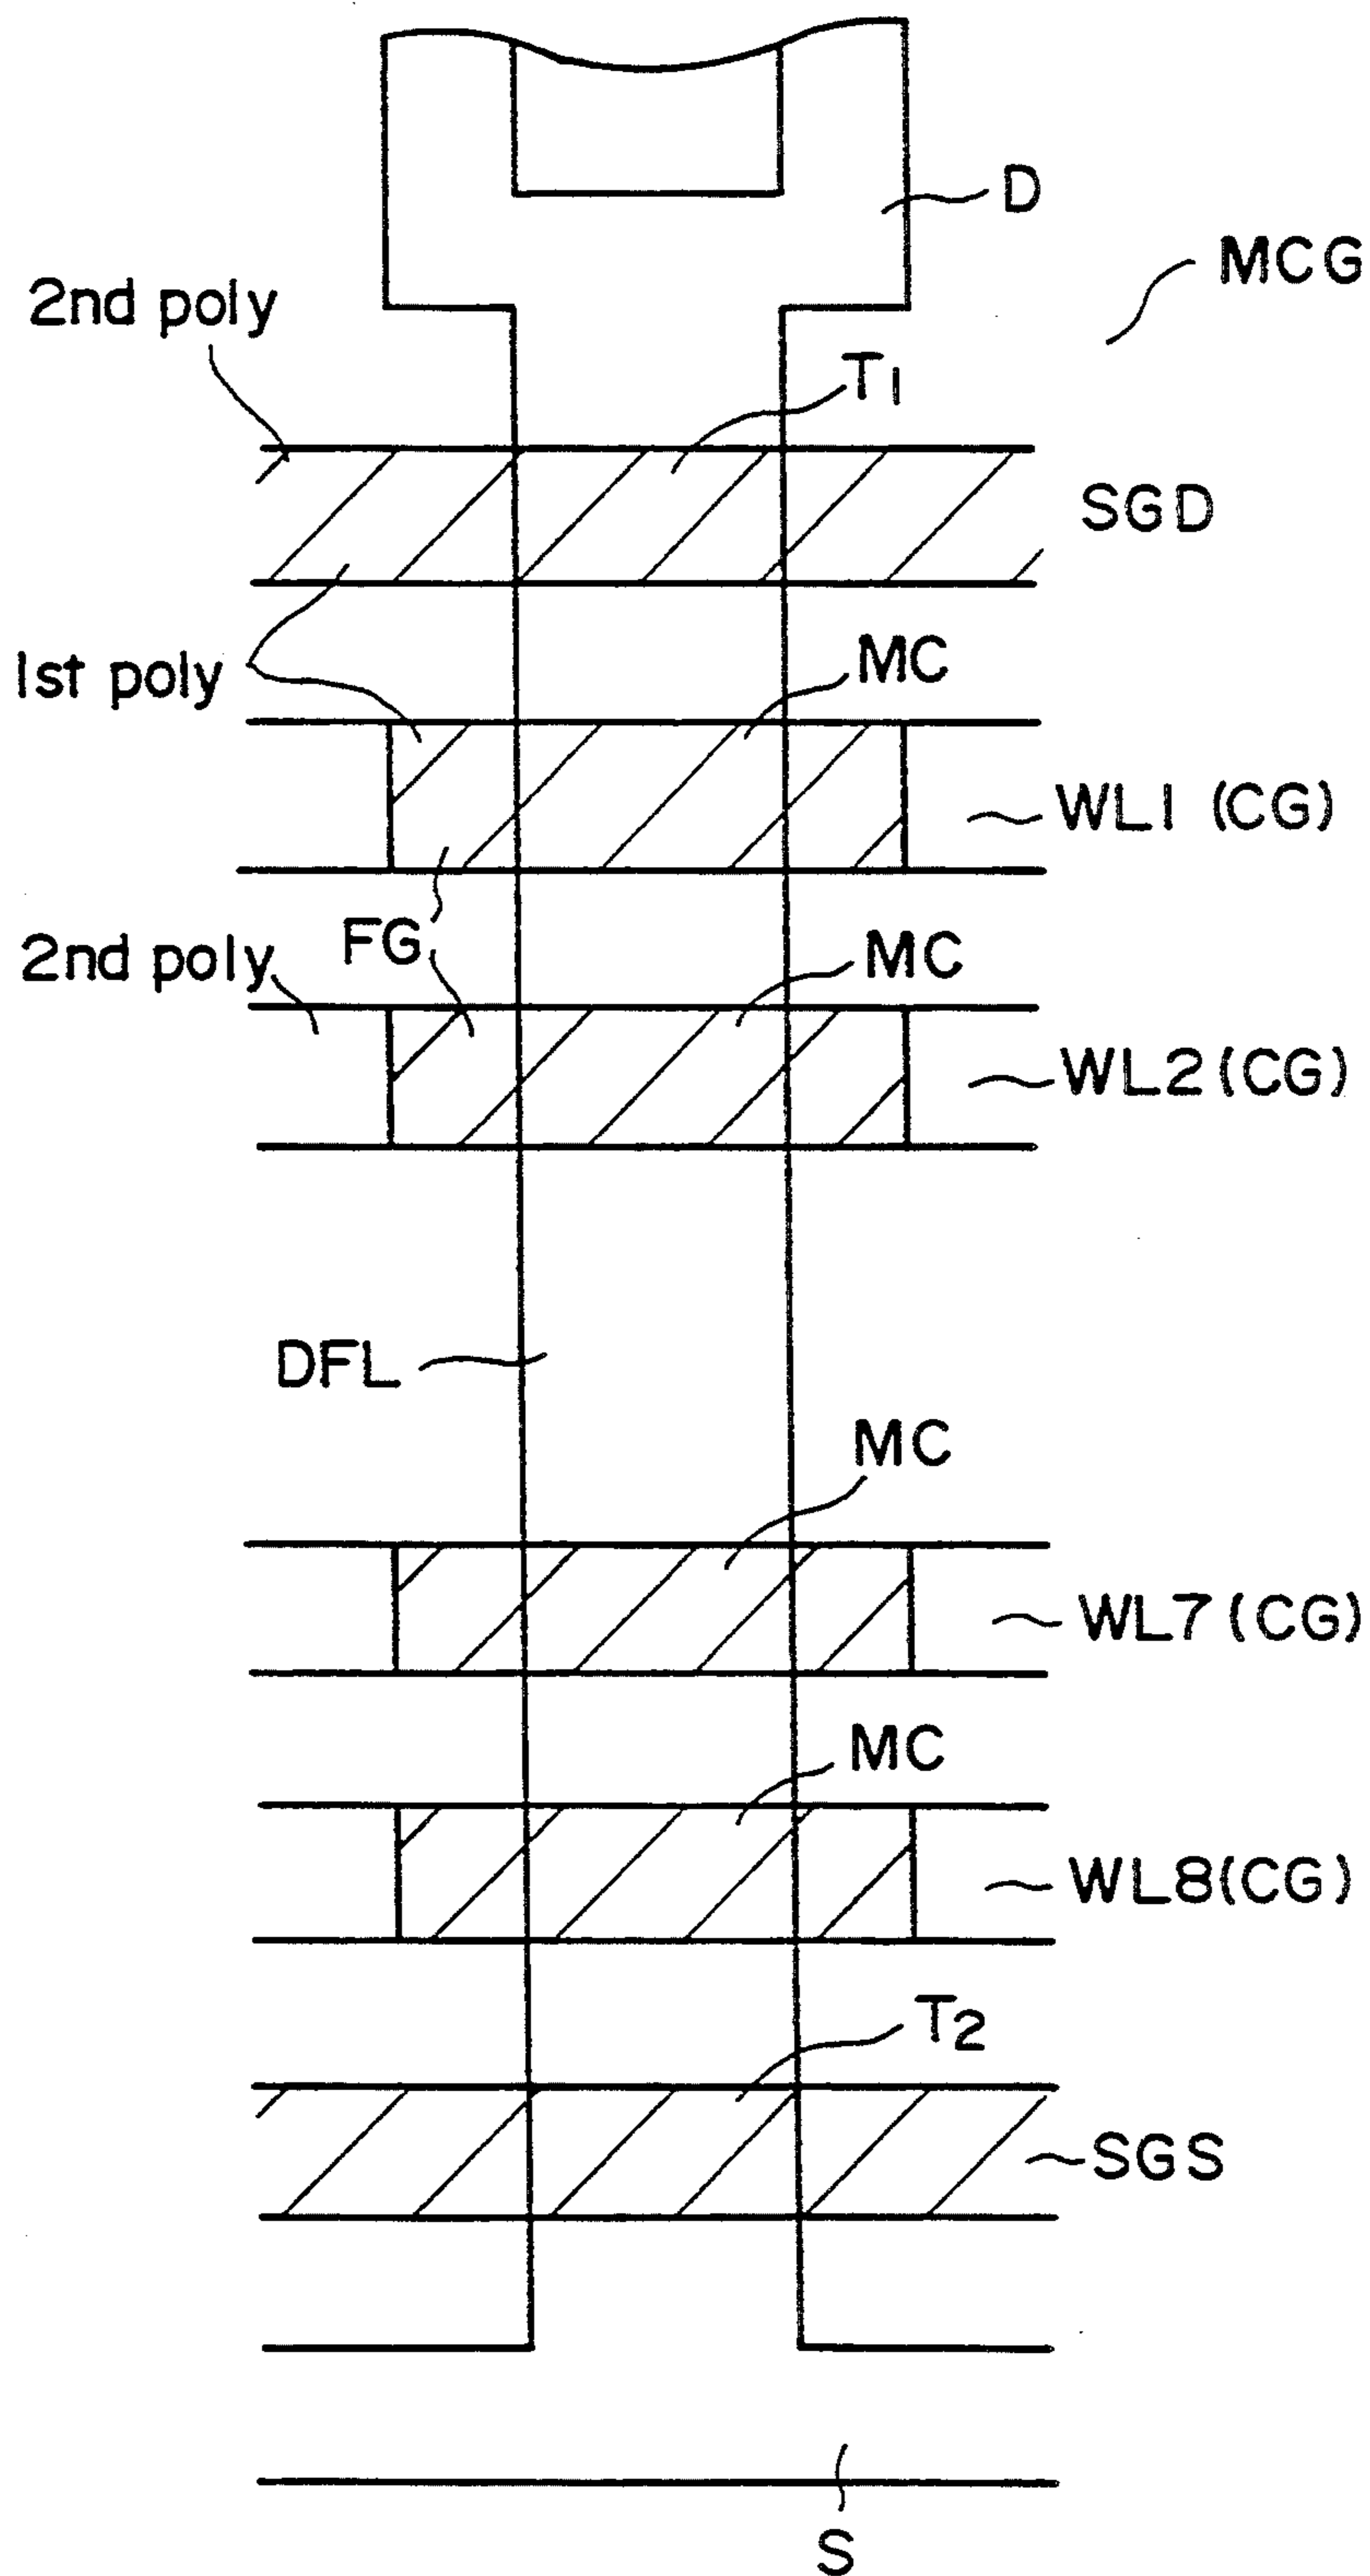 D
MCG
2nd poly
T1
SGD
1st poly
MC
WL1 (CG)
FG
2nd poly
MC
WL2 (CG)
DFL
MC
WL7 (CG)
MC
WL8 (CG)
T2
SGS
S